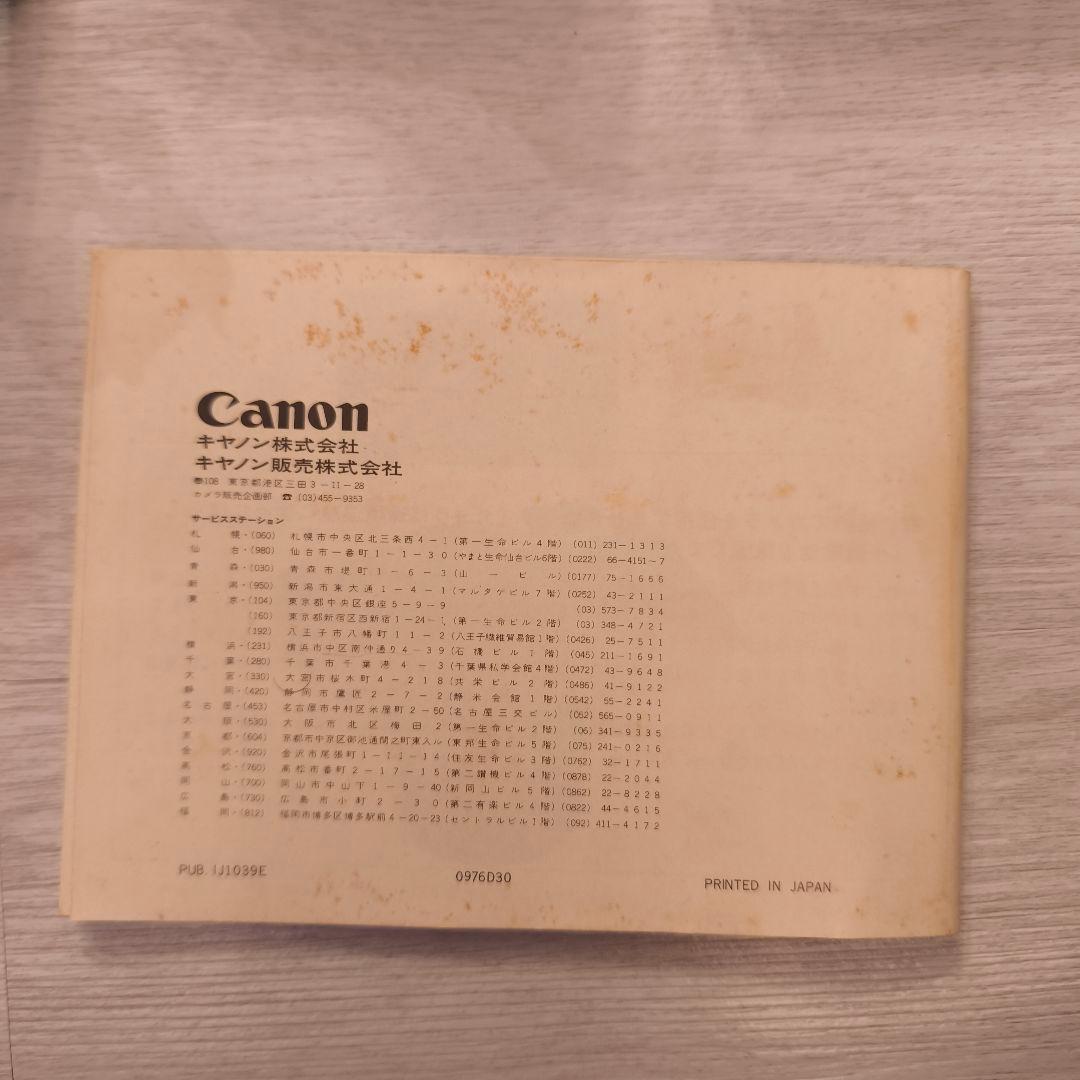 Canon
キヤノン株式会社
キヤノン販売株式会社
〒108 東京都港区三田3-11-28
カメラ販売企画部 ☎ (03)455-9353
サービスステーション
札幌・(060) 札幌市中央区北三条西4-1(第一生命ビル4階) (011) 231-1313
仙台・(980) 仙台市一番町1-1-30(やまと生命仙台ビル6階) (0222) 66-4151~7
青森・(030) 青森市堤町1-6-3(山一ビル) (0177) 75-1666
新潟・(950) 新潟市東大通1-4-1(マルタケビル7階) (0252) 43-2111
東京・(104) 東京都中央区銀座5-9-9 (03) 573-7834
(160) 東京都新宿区西新宿1-24-1(第一生命ビル2階) (03) 348-4721
(192) 八王子市八幡町11-2(八王子繊維貿易館1階) (0426) 25-7511
横浜・(231) 横浜市中区南仲通り4-39(石橋ビル1階) (045) 211-1691
千葉・(280) 千葉市千葉港4-3(千葉県私学会館4階) (0472) 43-9648
大宮・(330) 大宮市桜木町4-218(共栄ビル2階) (0486) 41-9122
静岡・(420) 静岡市鷹匠2-7-2(静米会館1階) (0542) 55-2241
名古屋・(453) 名古屋市中村区米屋町2-50(名古屋三交ビル) (052) 565-0911
大阪・(530) 大阪市北区梅田2(第一生命ビル2階) (06) 341-9335
京都・(604) 京都市中京区御池通間之町東入ル(東邦生命ビル5階) (075) 241-0216
金沢・(920) 金沢市尾張町1-11-14(住友生命ビル3階) (0762) 32-1711
高松・(760) 高松市番町2-17-15(第二讃機ビル4階) (0878) 22-2044
岡山・(700) 岡山市中山下1-9-40(新岡山ビル5階) (0862) 22-8228
広島・(730) 広島市小町2-30(第二有楽ビル4階) (0822) 44-4615
福岡・(812) 福岡市博多区博多駅前4-20-23(セントラルビル1階) (092) 411-4172
PUB. IJ1039E
0976D30
PRINTED IN JAPAN